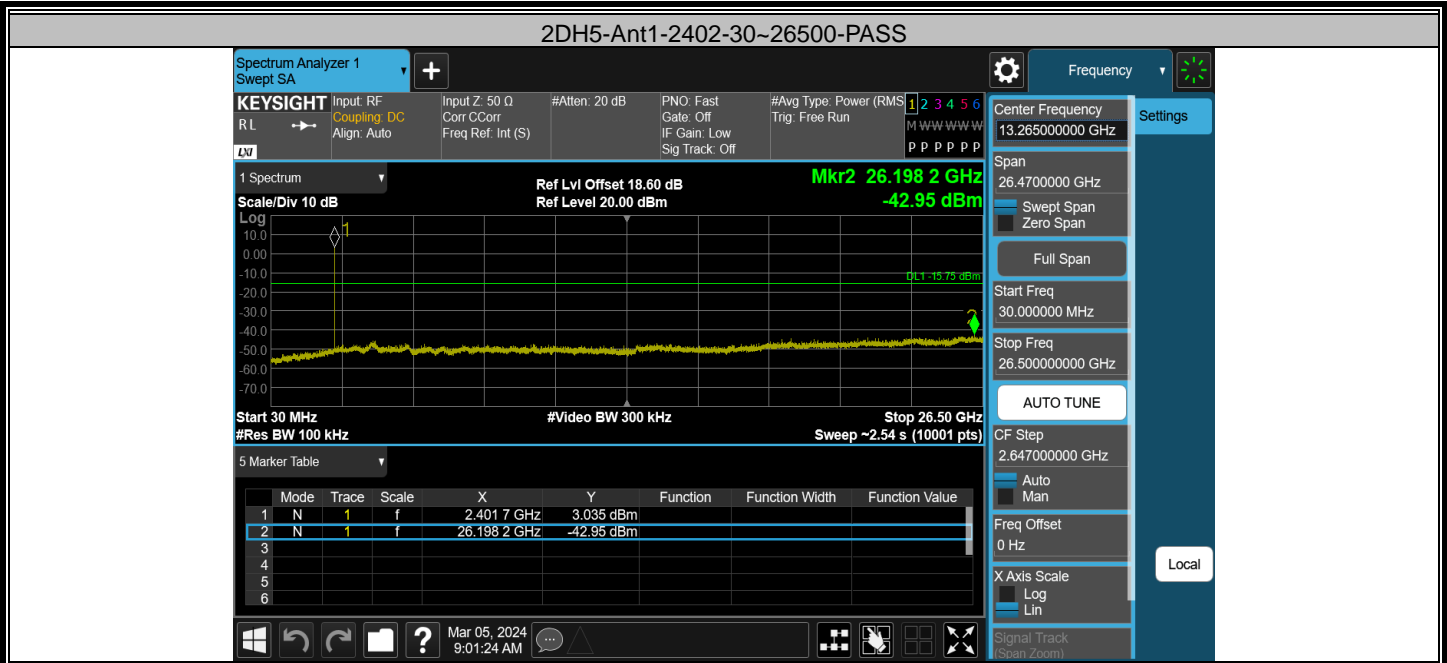 2DH5-Ant1-2402-30~26500-PASS
Spectrum Analyzer 1
Swept SA
Frequency
KEYSIGHT
RL
LXI
Input: RF
Coupling: DC
Align: Auto
Input Z: 50 Ω
Corr CCorr
Freq Ref: Int (S)
#Atten: 20 dB
PNO: Fast
Gate: Off
IF Gain: Low
Sig Track: Off
#Avg Type: Power (RMS
Trig: Free Run
1 2 3 4 5 6
M W W W W W
P P P P P P
1 Spectrum
Scale/Div 10 dB
Ref Lvl Offset 18.60 dB
Ref Level 20.00 dBm
Mkr2 26.198 2 GHz
-42.95 dBm
Log
10.0
0.00
-10.0
-20.0
-30.0
-40.0
-50.0
-60.0
-70.0
1
DL1 -15.75 dBm
2
Start 30 MHz
#Video BW 300 kHz
Stop 26.50 GHz
#Res BW 100 kHz
Sweep ~2.54 s (10001 pts)
5 Marker Table
Mode Trace Scale X Y Function Function Width Function Value
1 N 1 f 2.401 7 GHz 3.035 dBm
2 N 1 f 26.198 2 GHz -42.95 dBm
3
4
5
6
Mar 05, 2024
9:01:24 AM
Center Frequency
13.265000000 GHz
Settings
Span
26.4700000 GHz
Swept Span
Zero Span
Full Span
Start Freq
30.000000 MHz
Stop Freq
26.500000000 GHz
AUTO TUNE
CF Step
2.647000000 GHz
Auto
Man
Freq Offset
0 Hz
X Axis Scale
Log
Lin
Signal Track
(Span Zoom)
Local